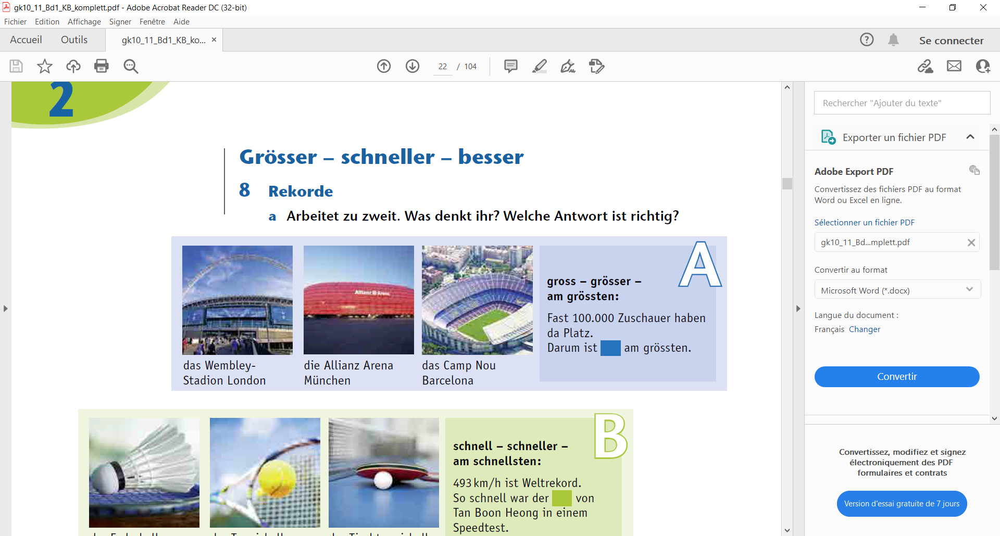 gk10_11_Bd1_KB_komplett.pdf - Adobe Acrobat Reader DC (32-bit)
Fichier Edition Affichage Signer Fenêtre Aide
Accueil Outils gk10_11_Bd1_KB_ko... × ? Se connecter
22 / 104
2
Grösser – schneller – besser
8 Rekorde
a Arbeitet zu zweit. Was denkt ihr? Welche Antwort ist richtig?
Allianz Arena
das Wembley-
Stadion London
die Allianz Arena
München
das Camp Nou
Barcelona
A
gross – grösser –
am grössten:
Fast 100.000 Zuschauer haben
da Platz.
Darum ist am grössten.
B
schnell – schneller –
am schnellsten:
493 km/h ist Weltrekord.
So schnell war der von
Tan Boon Heong in einem
Speedtest.
Rechercher "Ajouter du texte"
Exporter un fichier PDF
Adobe Export PDF
Convertissez des fichiers PDF au format
Word ou Excel en ligne.
Sélectionner un fichier PDF
gk10_11_Bd...mplett.pdf
Convertir au format
Microsoft Word (*.docx)
Langue du document :
Français Changer
Convertir
Convertissez, modifiez et signez
électroniquement des PDF
formulaires et contrats
Version d'essai gratuite de 7 jours